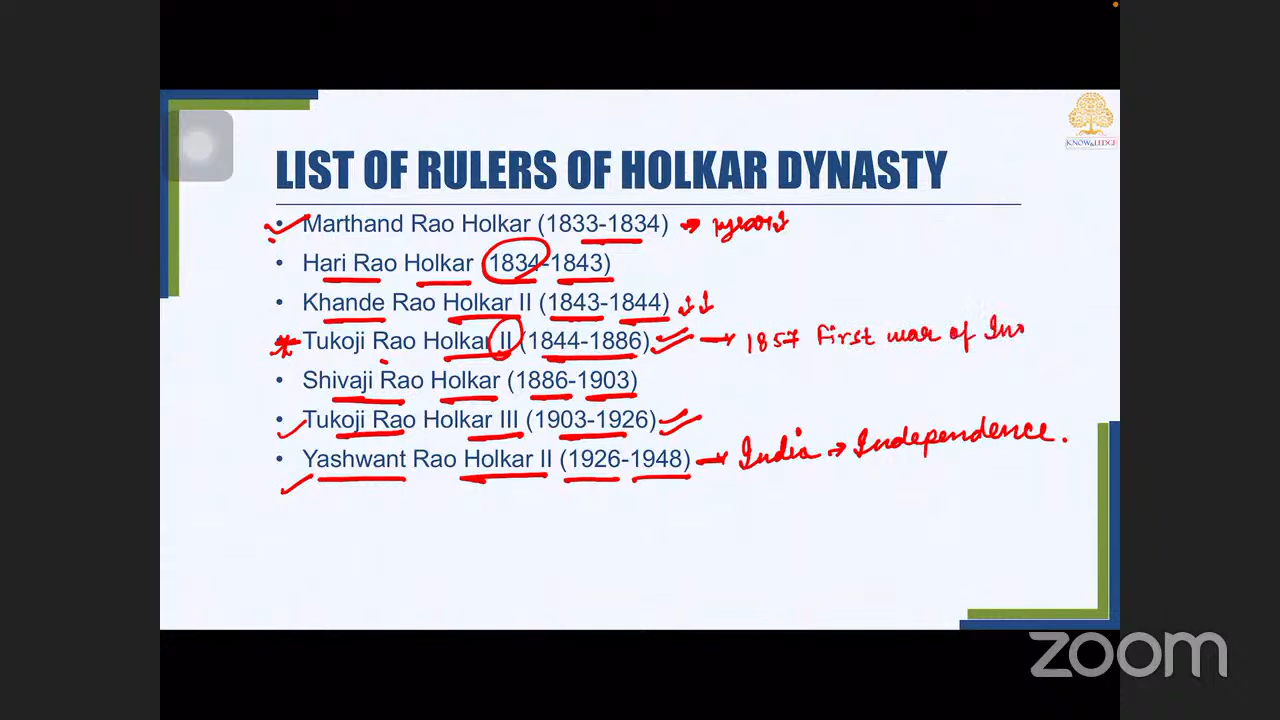 KNOWLEDGE
LIST OF RULERS OF HOLKAR DYNASTY
• Marthand Rao Holkar (1833-1834) →
• Hari Rao Holkar (1834-1843)
• Khande Rao Holkar II (1843-1844) ↓↓
• Tukoji Rao Holkar II (1844-1886) → 1857 First war of In
• Shivaji Rao Holkar (1886-1903)
• Tukoji Rao Holkar III (1903-1926)
• Yashwant Rao Holkar II (1926-1948) → India → Independence.
zoom